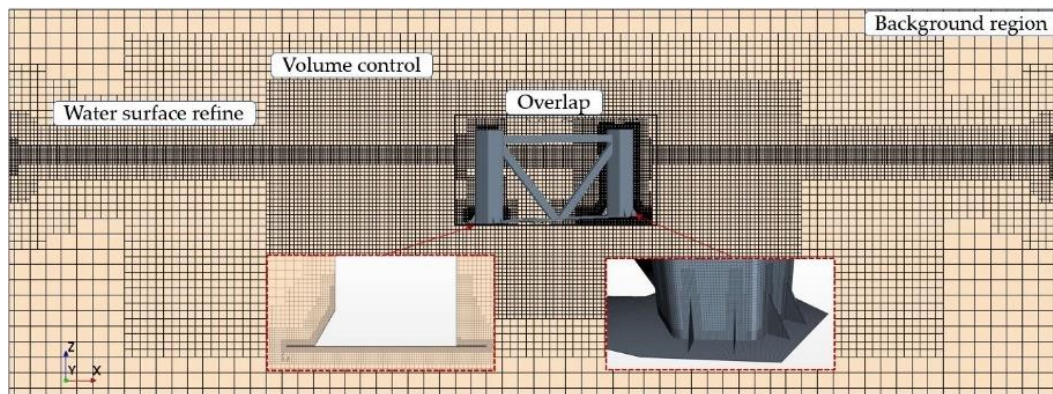 Background region
Volume control
Overlap
Water surface refine
Z
Y
X